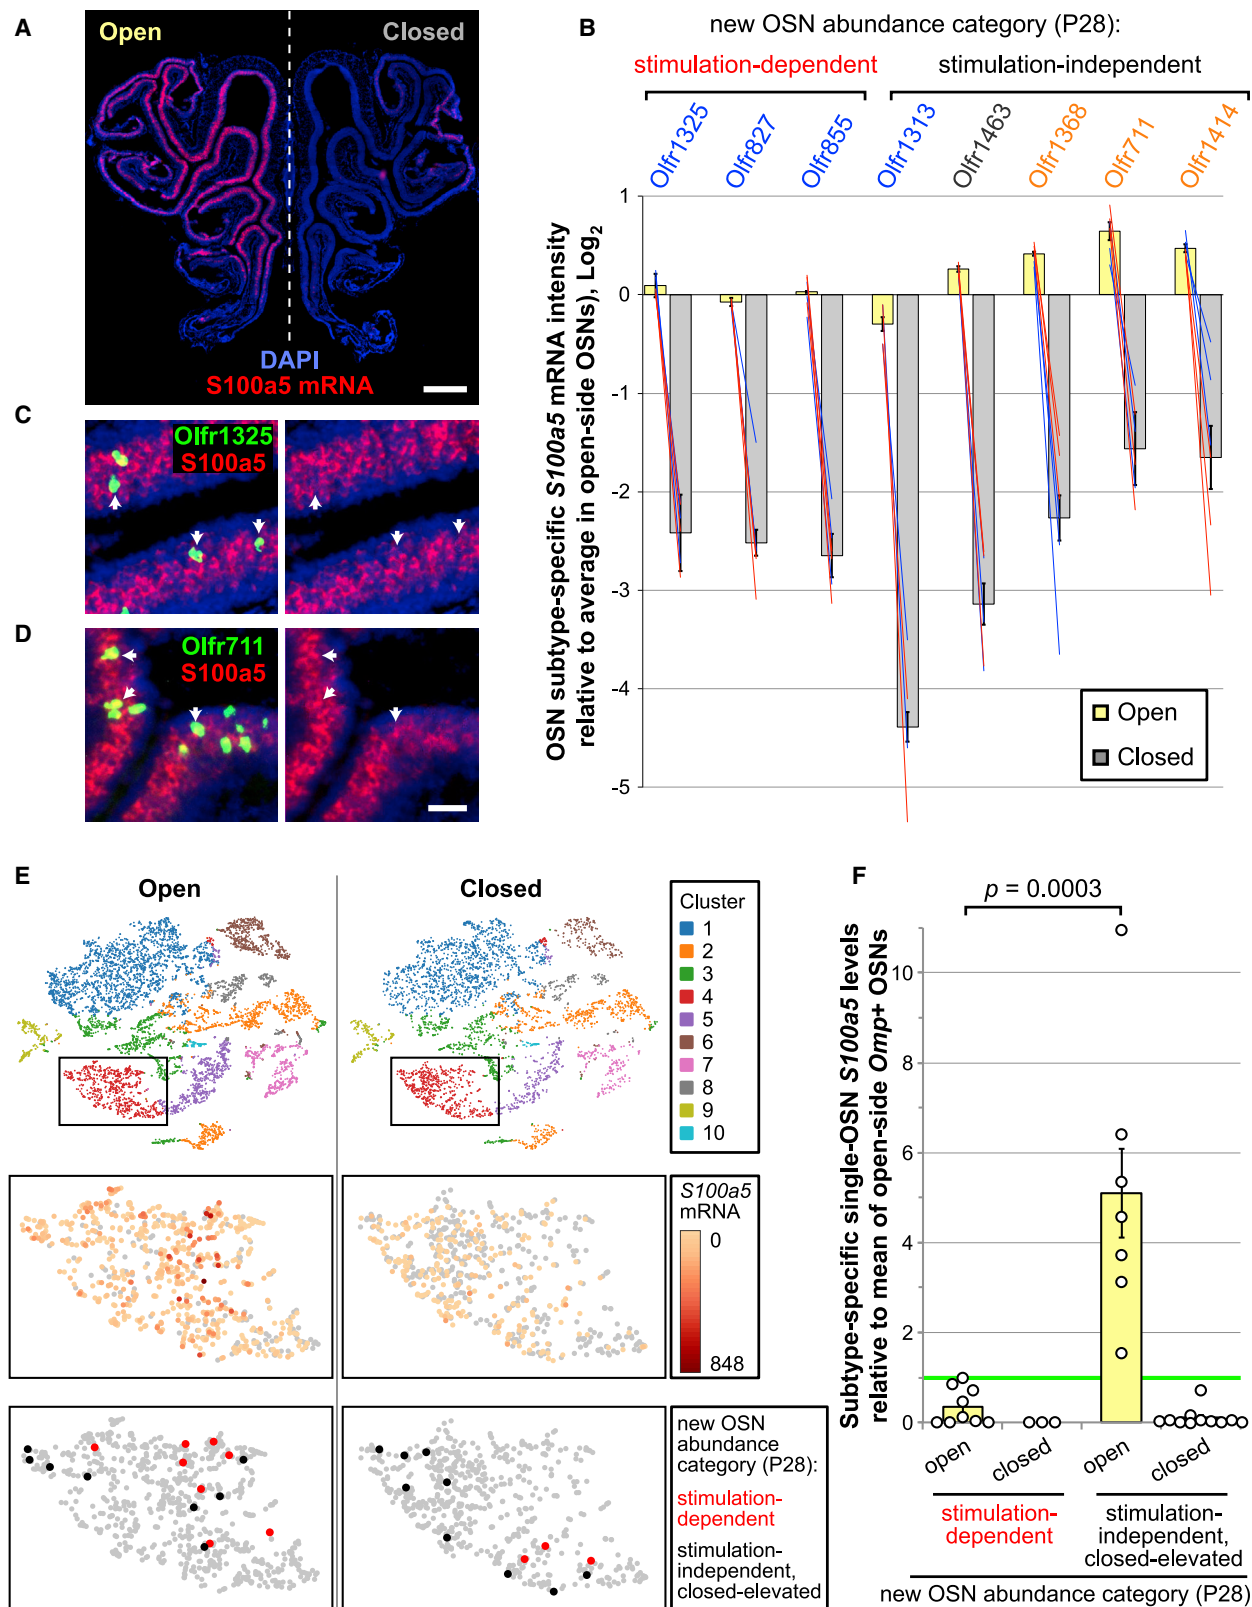 A
Open
Closed
DAPI
S100a5 mRNA
B
new OSN abundance category (P28):
stimulation-dependent
stimulation-independent
Olfr1325
Olfr827
Olfr855
Olfr1313
Olfr1463
Olfr1368
Olfr711
Olfr1414
OSN subtype-specific S100a5 mRNA intensity
relative to average in open-side OSNs), Log2
1
0
-1
-2
-3
-4
-5
Open
Closed
C
Olfr1325
S100a5
D
Olfr711
S100a5
E
Open
Closed
Cluster
1
2
3
4
5
6
7
8
9
10
S100a5
mRNA
0
848
new OSN
abundance
category (P28):
stimulation-
dependent
stimulation-
independent,
closed-elevated
F
p = 0.0003
Subtype-specific single-OSN S100a5 levels
relative to mean of open-side Omp+ OSNs
10
8
6
4
2
1
0
open
closed
open
closed
stimulation-
dependent
stimulation-
independent,
closed-elevated
new OSN abundance category (P28)